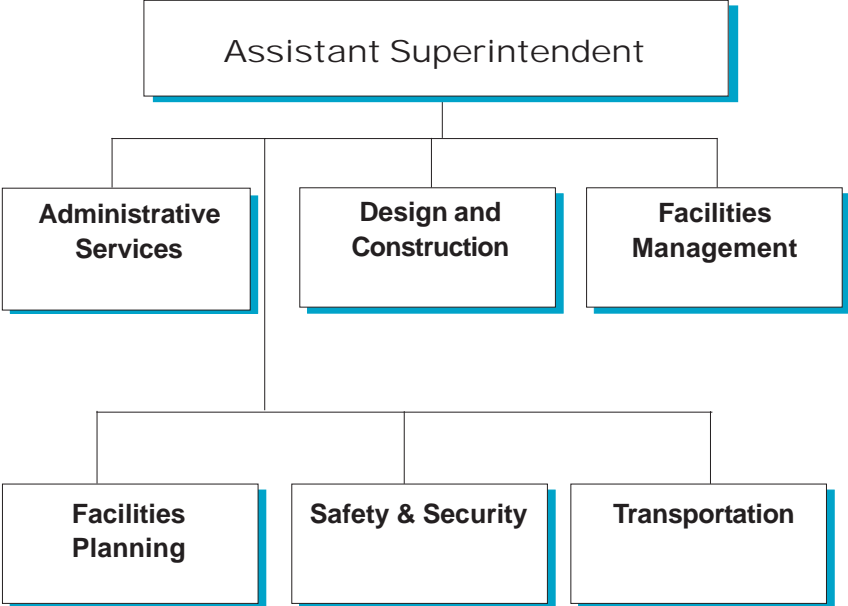 Assistant Superintendent
Administrative
Services
Design and
Construction
Facilities
Management
Facilities
Planning
Safety & Security
Transportation